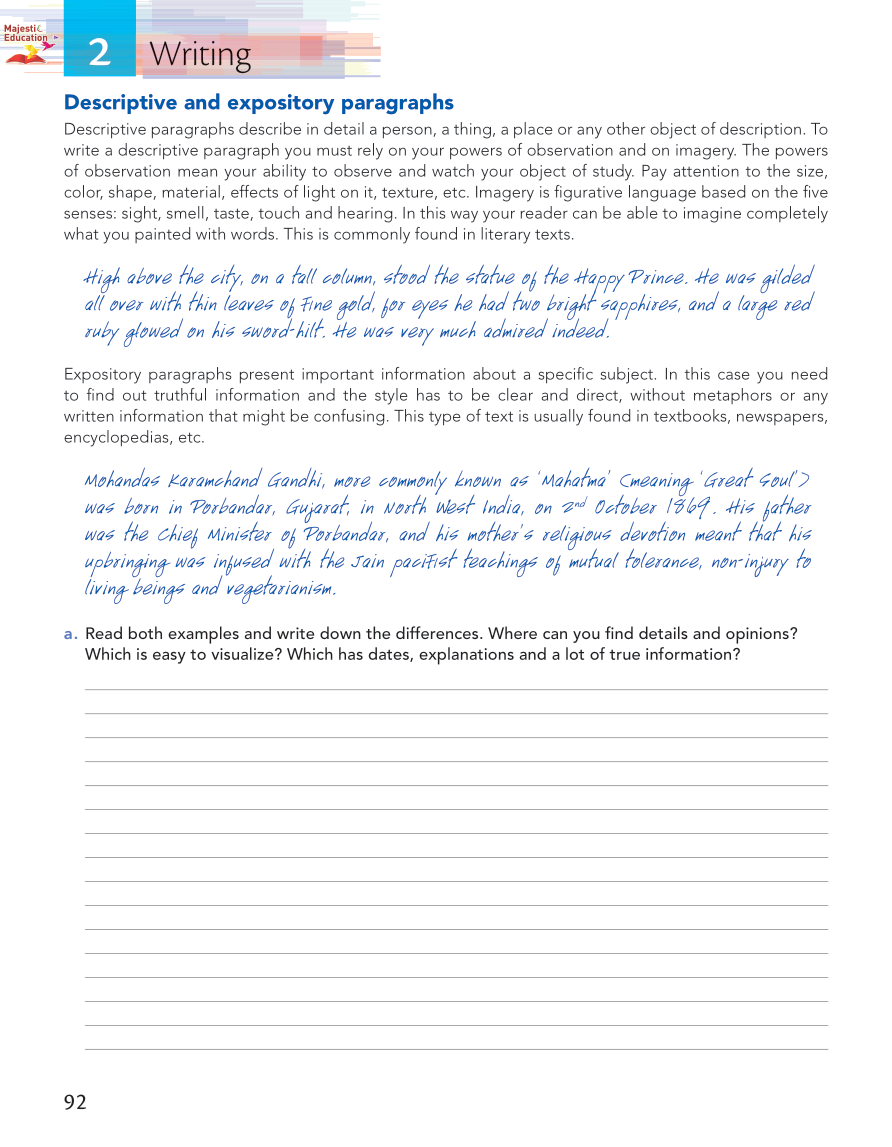 Majesti
Education
2 Writing
Descriptive and expository paragraphs
Descriptive paragraphs describe in detail a person, a thing, a place or any other object of description. To
write a descriptive paragraph you must rely on your powers of observation and on imagery. The powers
of observation mean your ability to observe and watch your object of study. Pay attention to the size,
color, shape, material, effects of light on it, texture, etc. Imagery is figurative language based on the five
senses: sight, smell, taste, touch and hearing. In this way your reader can be able to imagine completely
what you painted with words. This is commonly found in literary texts.
High above the city, on a tall column, stood the statue of the Happy Prince. He was gilded
all over with thin leaves of fine gold, for eyes he had two bright sapphires, and a large red
ruby glowed on his sword-hilt. He was very much admired indeed.
Expository paragraphs present important information about a specific subject. In this case you need
to find out truthful information and the style has to be clear and direct, without metaphors or any
written information that might be confusing. This type of text is usually found in textbooks, newspapers,
encyclopedias, etc.
Mohandas Karamchand Gandhi, more commonly known as 'Mahatma' (meaning 'Great Soul')
was born in Porbandar, Gujarat, in North West India, on 2nd October 1869. His father
was the Chief Minister of Porbandar, and his mother's religious devotion meant that his
upbringing was infused with the Jain pacifist teachings of mutual tolerance, non-injury to
living beings and vegetarianism.
a. Read both examples and write down the differences. Where can you find details and opinions?
Which is easy to visualize? Which has dates, explanations and a lot of true information?
92